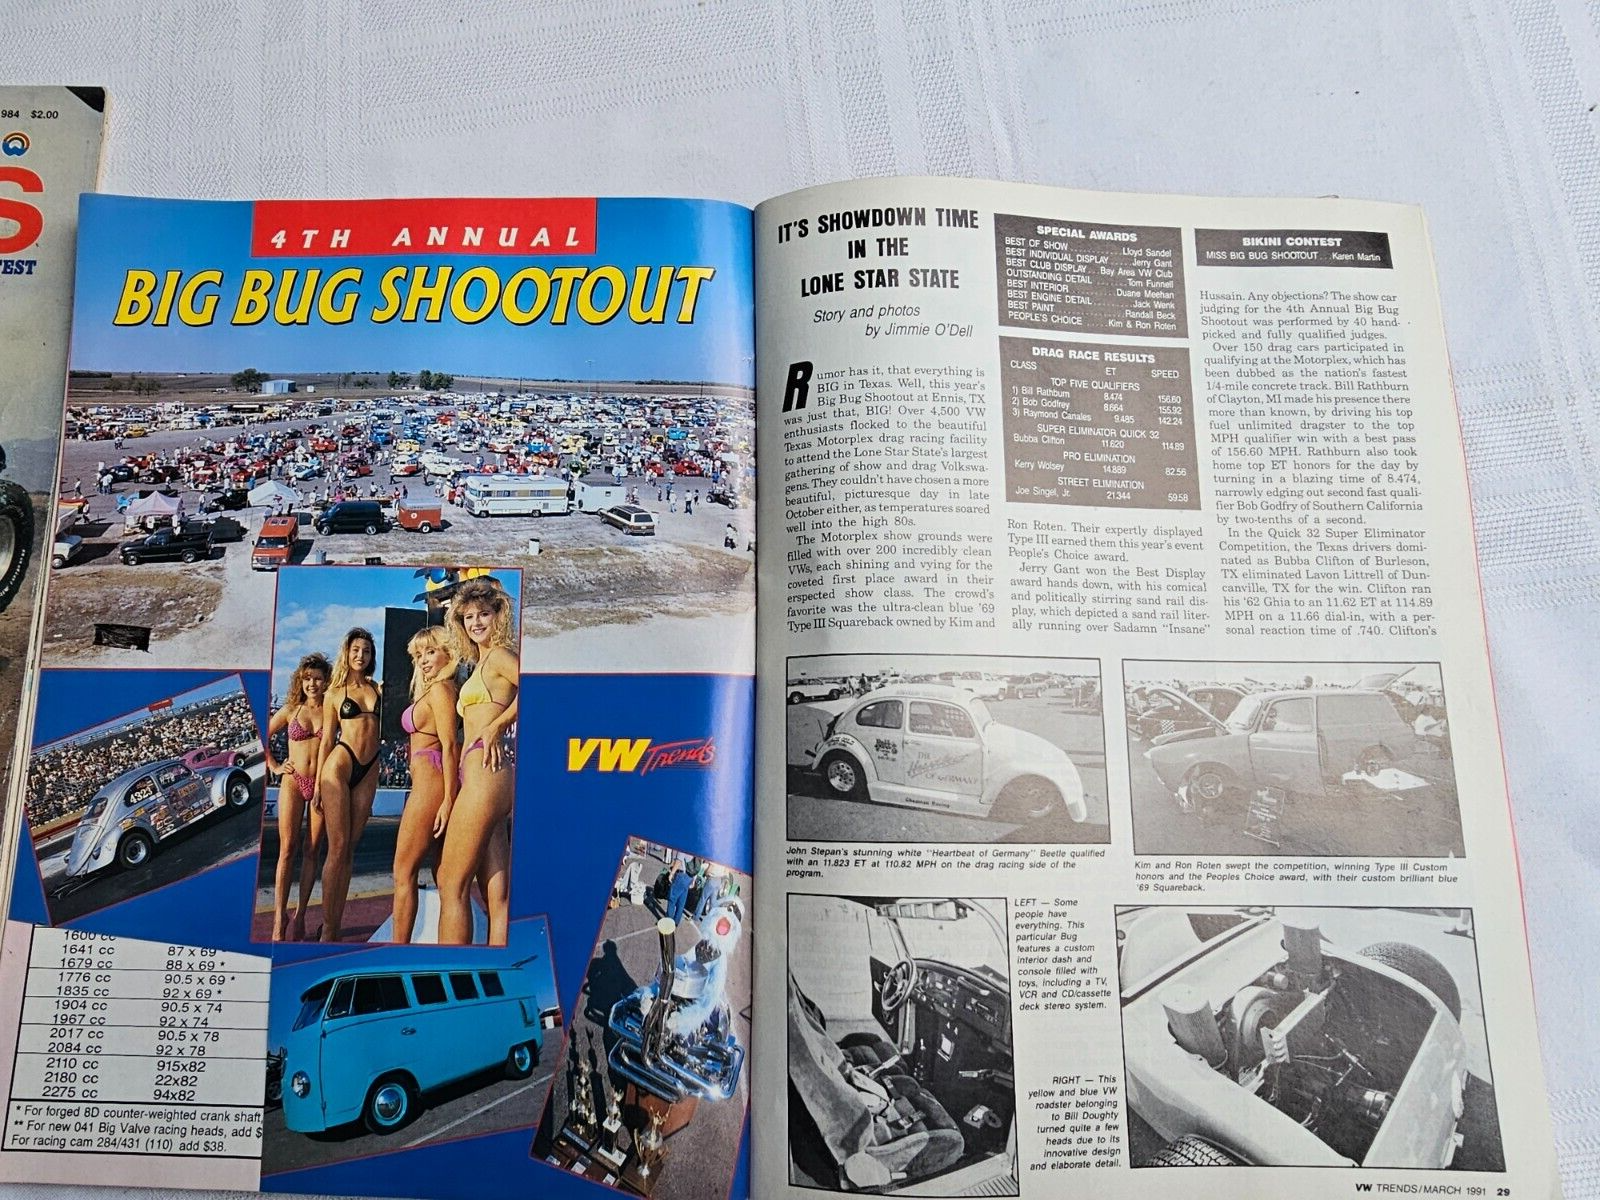 984 $2.00
S
TEST
4TH ANNUAL
BIG BUG SHOOTOUT
VW Trends
4323
1600 cc
1641 cc 87 x 69 *
1679 cc 88 x 69 *
1776 cc 90.5 x 69 *
1835 cc 92 x 69 *
1904 cc 90.5 x 74
1967 cc 92 x 74
2017 cc 90.5 x 78
2084 cc 92 x 78
2110 cc 915x82
2180 cc 22x82
2275 cc 94x82
* For forged 8D counter-weighted crank shaft,
** For new 041 Big Valve racing heads, add $
For racing cam 284/431 (110) add $38.
IT'S SHOWDOWN TIME
IN THE
LONE STAR STATE
Story and photos
by Jimmie O'Dell
Rumor has it, that everything is
BIG in Texas. Well, this year's
Big Bug Shootout at Ennis, TX
was just that, BIG! Over 4,500 VW
enthusiasts flocked to the beautiful
Texas Motorplex drag racing facility
to attend the Lone Star State's largest
gathering of show and drag Volkswa-
gens. They couldn't have chosen a more
beautiful, picturesque day in late
October either, as temperatures soared
well into the high 80s.
The Motorplex show grounds were
filled with over 200 incredibly clean
VWs, each shining and vying for the
coveted first place award in their
erspected show class. The crowd's
favorite was the ultra-clean blue '69
Type III Squareback owned by Kim and
SPECIAL AWARDS
BEST OF SHOW ........ Lloyd Sandel
BEST INDIVIDUAL DISPLAY ..... Jerry Gant
BEST CLUB DISPLAY ... Bay Area VW Club
OUTSTANDING DETAIL ....... Tom Funnell
BEST INTERIOR ........ Duane Meehan
BEST ENGINE DETAIL ........ Jack Wenk
BEST PAINT ........ Randall Beck
PEOPLE'S CHOICE ..... Kim & Ron Roten
DRAG RACE RESULTS
CLASS ET SPEED
TOP FIVE QUALIFIERS
1) Bill Rathburn 8.474 156.60
2) Bob Godfrey 8.664 155.92
3) Raymond Canales 9.485 142.24
SUPER ELIMINATOR QUICK 32
Bubba Clifton 11.620 114.89
PRO ELIMINATION
Kerry Wolsey 14.889 82.56
STREET ELIMINATION
Joe Singel, Jr. 21.344 59.58
Ron Roten. Their expertly displayed
Type III earned them this year's event
People's Choice award.
Jerry Gant won the Best Display
award hands down, with his comical
and politically stirring sand rail dis-
play, which depicted a sand rail liter-
ally running over Sadamn "Insane"
BIKINI CONTEST
MISS BIG BUG SHOOTOUT ... Karen Martin
Hussain. Any objections? The show car
judging for the 4th Annual Big Bug
Shootout was performed by 40 hand-
picked and fully qualified judges.
Over 150 drag cars participated in
qualifying at the Motorplex, which has
been dubbed as the nation's fastest
1/4-mile concrete track. Bill Rathburn
of Clayton, MI made his presence there
more than known, by driving his top
fuel unlimited dragster to the top
MPH qualifier win with a best pass
of 156.60 MPH. Rathburn also took
home top ET honors for the day by
turning in a blazing time of 8.474,
narrowly edging out second fast quali-
fier Bob Godfry of Southern California
by two-tenths of a second.
In the Quick 32 Super Eliminator
Competition, the Texas drivers domi-
nated as Bubba Clifton of Burleson,
TX eliminated Lavon Littrell of Dun-
canville, TX for the win. Clifton ran
his '62 Ghia to an 11.62 ET at 114.89
MPH on a 11.66 dial-in, with a per-
sonal reaction time of .740. Clifton's
THE
Heartbeat
OF GERMANY
John Stepan's stunning white "Heartbeat of Germany" Beetle qualified
with an 11.823 ET at 110.82 MPH on the drag racing side of the
program.
Kim and Ron Roten swept the competition, winning Type III Custom
honors and the Peoples Choice award, with their custom brilliant blue
'69 Squareback.
LEFT — Some
people have
everything. This
particular Bug
features a custom
interior dash and
console filled with
toys, including a TV,
VCR and CD/cassette
deck stereo system.
RIGHT — This
yellow and blue VW
roadster belonging
to Bill Doughty
turned quite a few
heads due to its
innovative design
and elaborate detail.
VW TRENDS/MARCH 1991 29